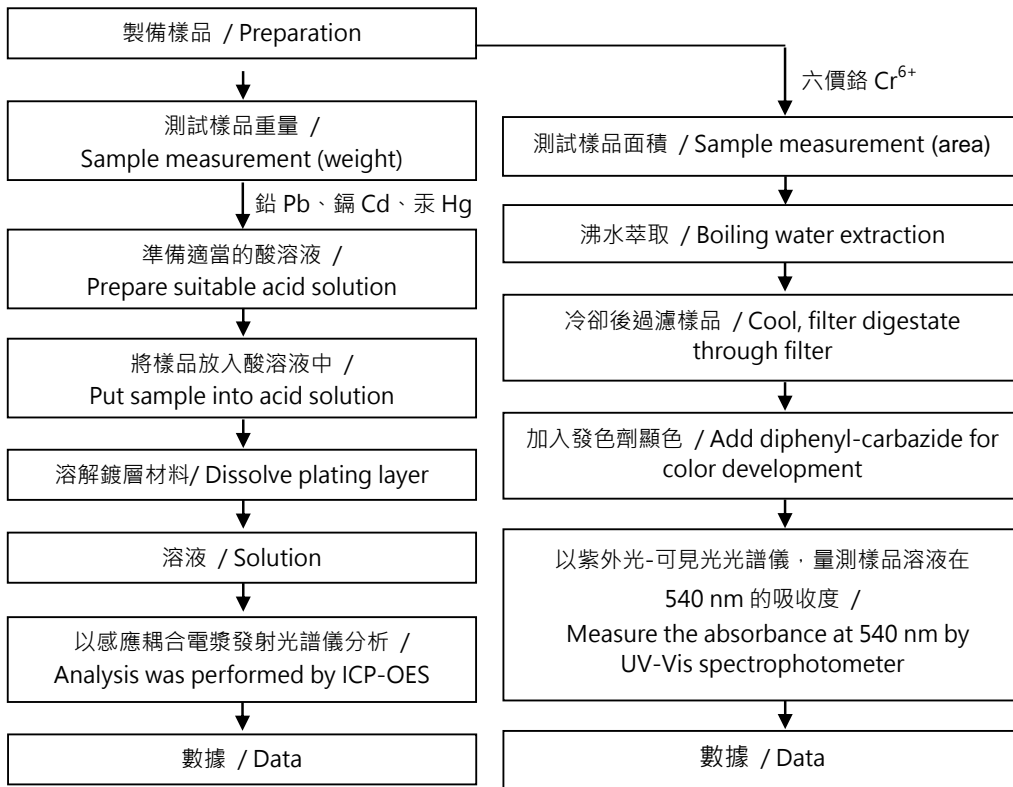 製備樣品 / Preparation
測試樣品重量 /
Sample measurement (weight)
鉛 Pb、鎘 Cd、汞 Hg
準備適當的酸溶液 /
Prepare suitable acid solution
將樣品放入酸溶液中 /
Put sample into acid solution
溶解鍍層材料/ Dissolve plating layer
溶液 / Solution
以感應耦合電漿發射光譜儀分析 /
Analysis was performed by ICP-OES
數據 / Data
六價鉻 Cr⁶⁺
測試樣品面積 / Sample measurement (area)
沸水萃取 / Boiling water extraction
冷卻後過濾樣品 / Cool, filter digestate
through filter
加入發色劑顯色 / Add diphenyl-carbazide for
color development
以紫外光-可見光光譜儀，量測樣品溶液在
540 nm 的吸收度 /
Measure the absorbance at 540 nm by
UV-Vis spectrophotometer
數據 / Data